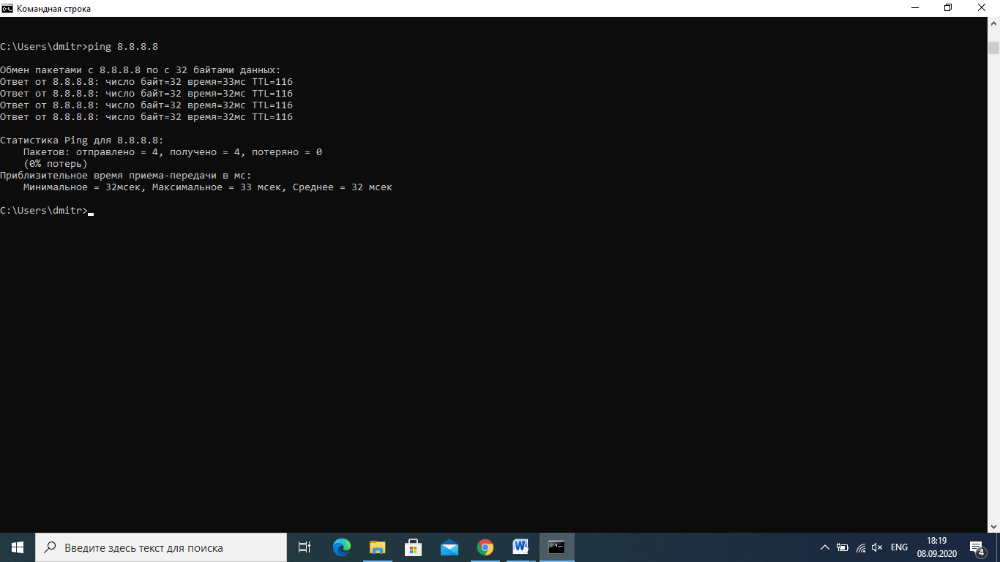 Командная строка
C:\Users\dmitr>ping 8.8.8.8
Обмен пакетами с 8.8.8.8 по с 32 байтами данных:
Ответ от 8.8.8.8: число байт=32 время=33мс TTL=116
Ответ от 8.8.8.8: число байт=32 время=32мс TTL=116
Ответ от 8.8.8.8: число байт=32 время=32мс TTL=116
Ответ от 8.8.8.8: число байт=32 время=32мс TTL=116
Статистика Ping для 8.8.8.8:
Пакетов: отправлено = 4, получено = 4, потеряно = 0
(0% потерь)
Приблизительное время приема-передачи в мс:
Минимальное = 32мсек, Максимальное = 33 мсек, Среднее = 32 мсек
C:\Users\dmitr>
Введите здесь текст для поиска
ENG
18:19
08.09.2020
4